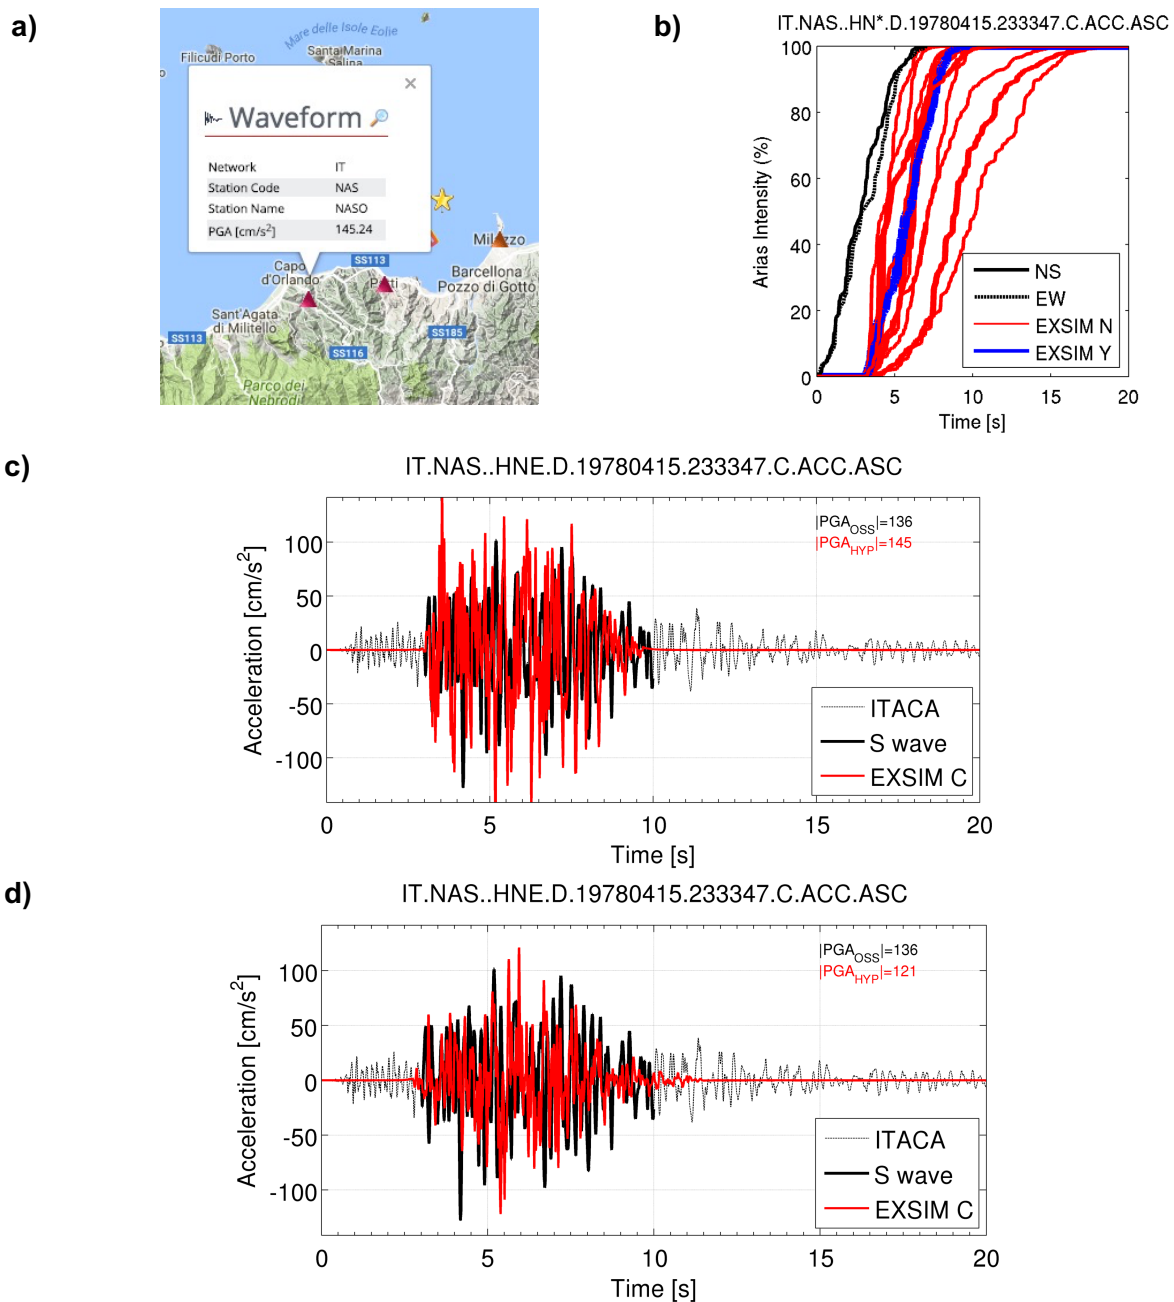 a)
Mare delle Isole Eolie
Filicudi Porto
Santa Marina
Salina
×
Waveform
Network IT
Station Code NAS
Station Name NASO
PGA [cm/s2] 145.24
Milazzo
Capo
d'Orlando
SS113
Patti
Barcellona
Pozzo di Gotto
Sant'Agata
di Militello
SS113
SS185
SS116
Parco dei
Nebrodi
b)
IT.NAS..HN*.D.19780415.233347.C.ACC.ASC
100
80
60
40
20
0
Arias Intensity (%)
NS
EW
EXSIM N
EXSIM Y
0 5 10 15 20
Time [s]
c)
IT.NAS..HNE.D.19780415.233347.C.ACC.ASC
|PGAOSS|=136
|PGAHYP|=145
100
50
0
-50
-100
Acceleration [cm/s2]
ITACA
S wave
EXSIM C
0 5 10 15 20
Time [s]
d)
IT.NAS..HNE.D.19780415.233347.C.ACC.ASC
|PGAOSS|=136
|PGAHYP|=121
100
50
0
-50
-100
Acceleration [cm/s2]
ITACA
S wave
EXSIM C
0 5 10 15 20
Time [s]